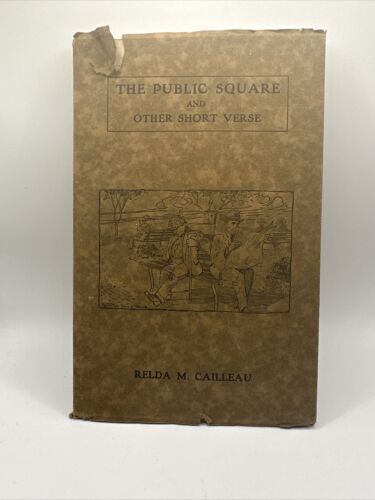 THE PUBLIC SQUARE
AND
OTHER SHORT VERSE
RELDA M. CAILLEAU